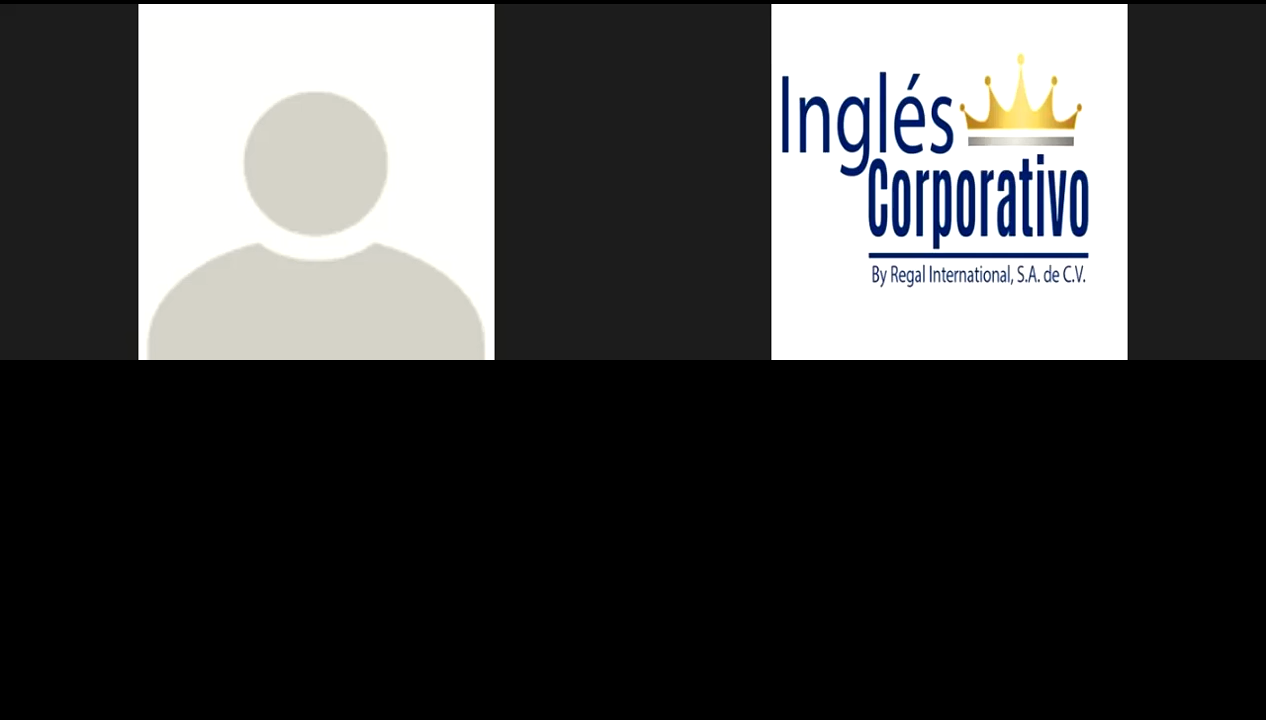 Inglés
Corporativo
By Regal International, S.A. de C.V.